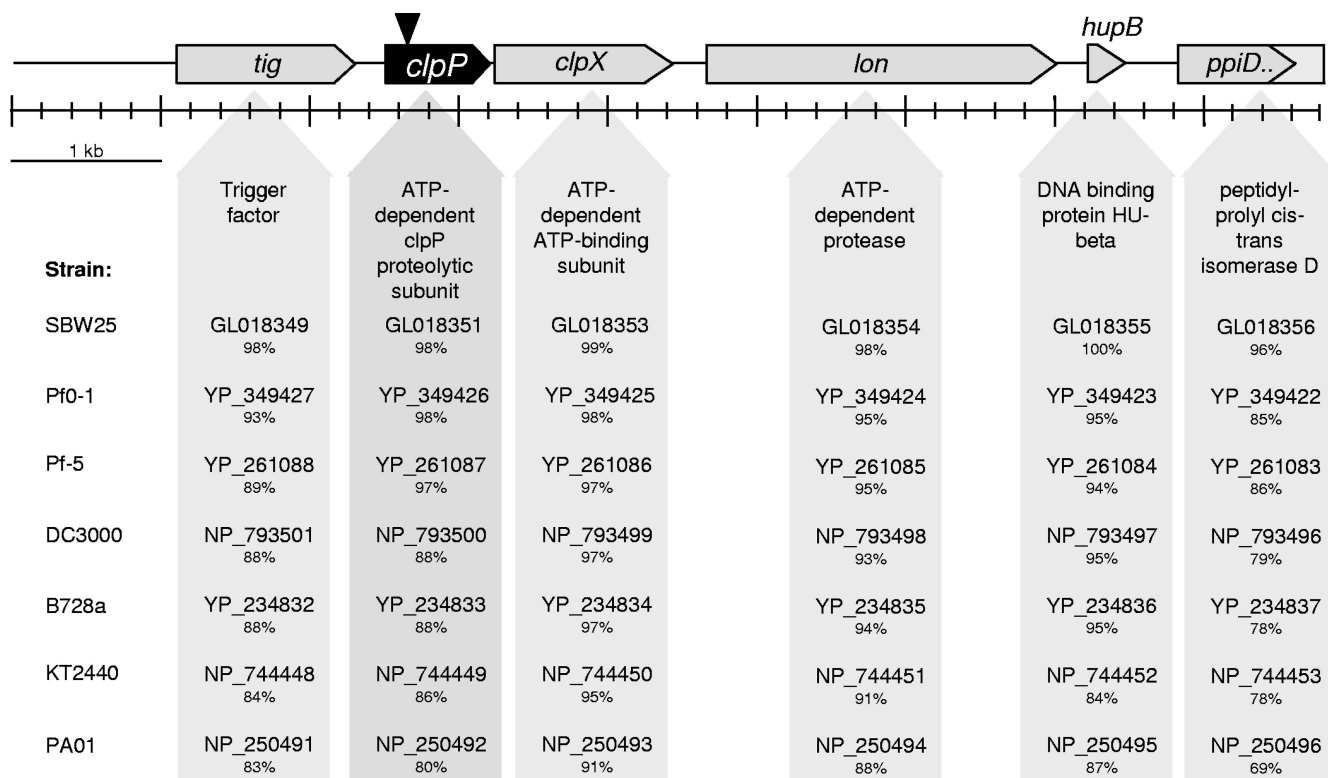 hupB
tig clpP clpX lon ppiD..
1 kb
Trigger
factor
ATP-
dependent
clpP
proteolytic
subunit
ATP-
dependent
ATP-binding
subunit
ATP-
dependent
protease
DNA binding
protein HU-
beta
peptidyl-
prolyl cis-
trans
isomerase D
Strain:
SBW25 GL018349 GL018351 GL018353 GL018354 GL018355 GL018356
98% 98% 99% 98% 100% 96%
Pf0-1 YP_349427 YP_349426 YP_349425 YP_349424 YP_349423 YP_349422
93% 98% 98% 95% 95% 85%
Pf-5 YP_261088 YP_261087 YP_261086 YP_261085 YP_261084 YP_261083
89% 97% 97% 95% 94% 86%
DC3000 NP_793501 NP_793500 NP_793499 NP_793498 NP_793497 NP_793496
88% 88% 97% 93% 95% 79%
B728a YP_234832 YP_234833 YP_234834 YP_234835 YP_234836 YP_234837
88% 88% 97% 94% 95% 78%
KT2440 NP_744448 NP_744449 NP_744450 NP_744451 NP_744452 NP_744453
84% 86% 95% 91% 84% 78%
PA01 NP_250491 NP_250492 NP_250493 NP_250494 NP_250495 NP_250496
83% 80% 91% 88% 87% 69%